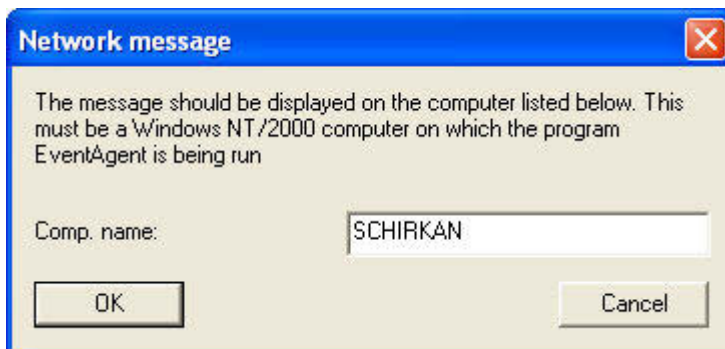 Network message
The message should be displayed on the computer listed below. This
must be a Windows NT/2000 computer on which the program
EventAgent is being run
Comp. name: SCHIRKAN
OK Cancel